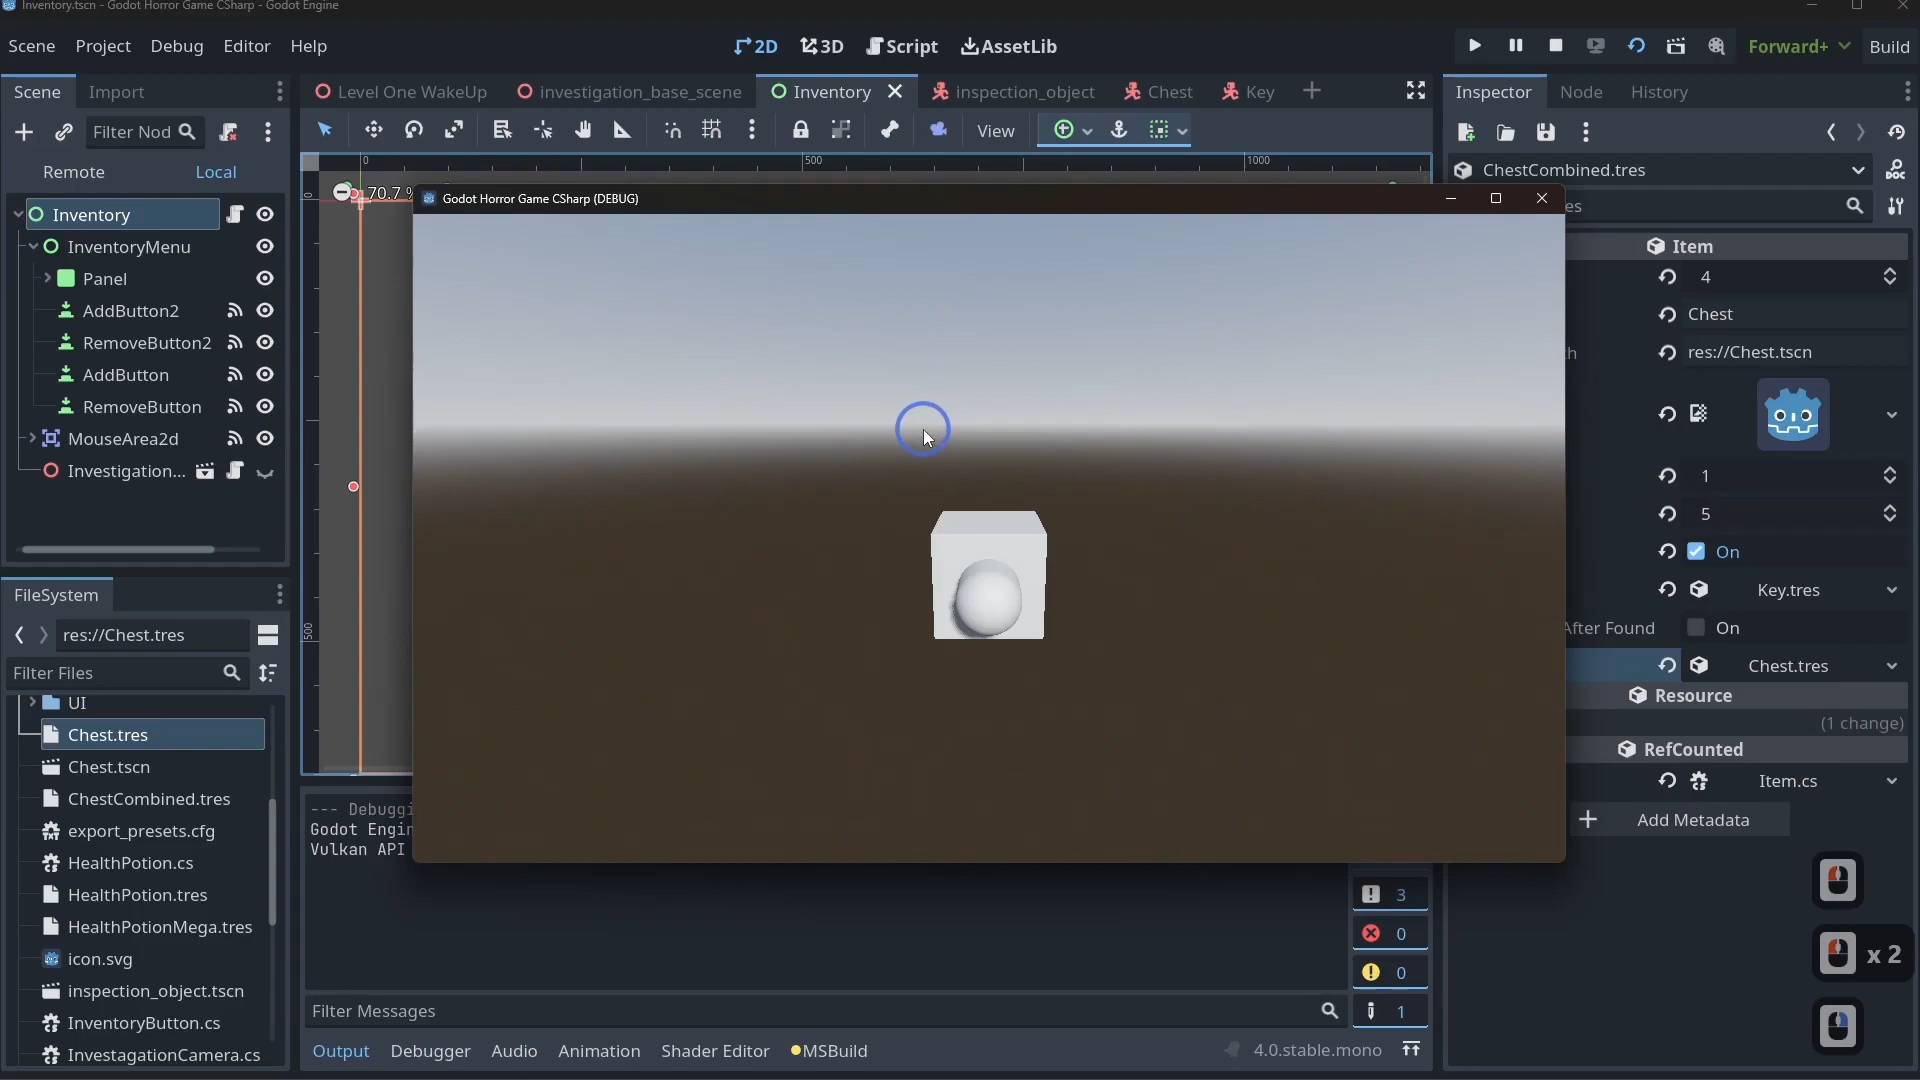 Inventory.tscn - Godot Horror Game CSharp - Godot Engine
Scene Project Debug Editor Help
2D 3D Script AssetLib
Forward+ Build
Scene Import
Level One WakeUp investigation_base_scene Inventory inspection_object Chest Key
Inspector Node History
Filter Nod
View
Remote Local
0 500 1000
ChestCombined.tres
Inventory
70.7 %
Godot Horror Game CSharp (DEBUG)
es
InventoryMenu
Item
Panel
4
AddButton2
Chest
RemoveButton2
h
res://Chest.tscn
AddButton
RemoveButton
MouseArea2d
Investigation...
1
5
On
Key.tres
FileSystem
After Found On
res://Chest.tres
500
Chest.tres
Filter Files
Resource
UI
(1 change)
Chest.tres
RefCounted
Chest.tscn
Item.cs
ChestCombined.tres
--- Debuggi
Add Metadata
export_presets.cfg
Godot Engin
Vulkan API
HealthPotion.cs
HealthPotion.tres
3
HealthPotionMega.tres
0
icon.svg
0
x 2
inspection_object.tscn
Filter Messages
1
InventoryButton.cs
InvestagationCamera.cs
Output Debugger Audio Animation Shader Editor MSBuild
4.0.stable.mono